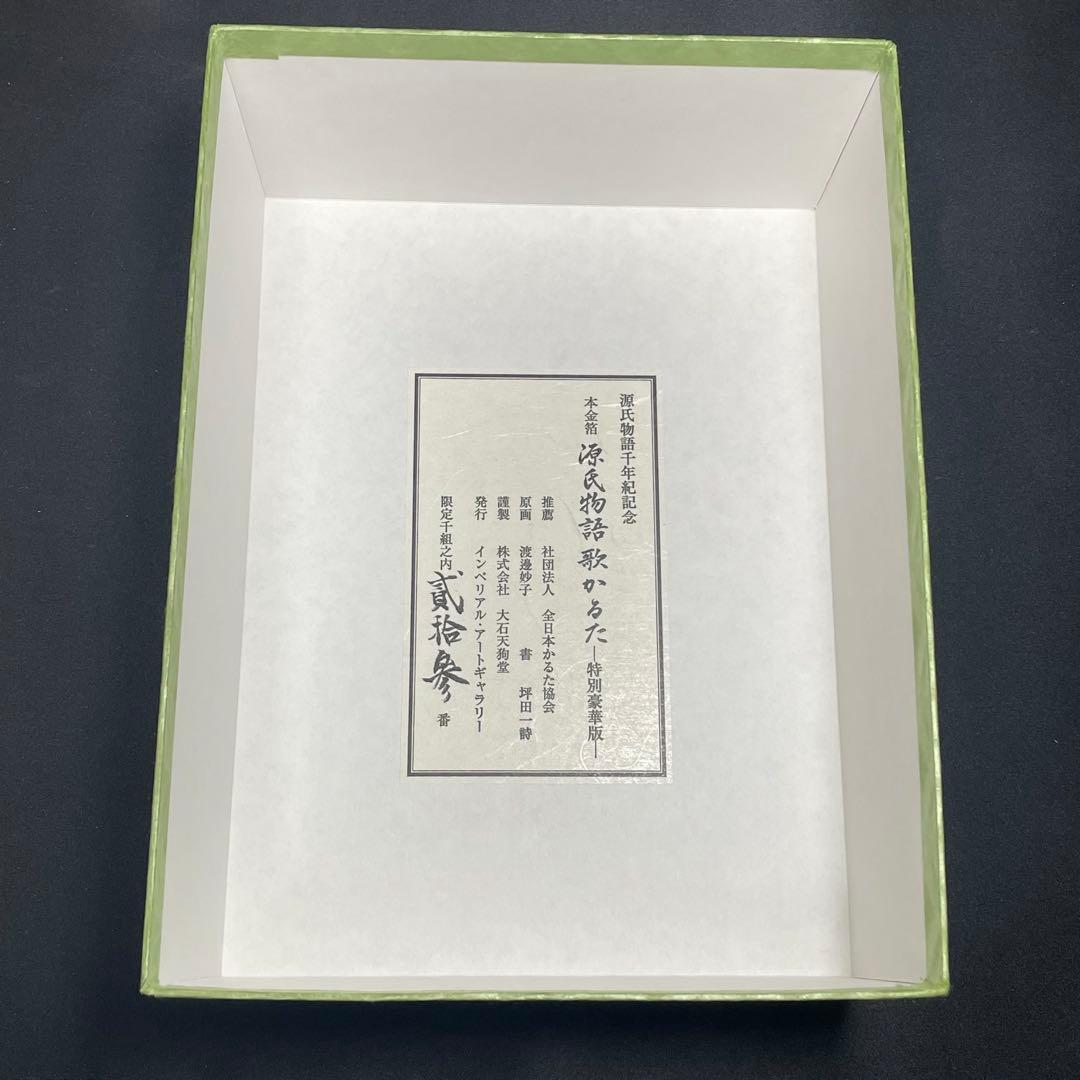 源氏物語千年紀記念
本金箔 源氏物語 歌かるた―特別豪華版―
推薦 社団法人 全日本かるた協会
原画 渡邊妙子 書 坪田一詩
謹製 株式会社 大石天狗堂
発行 インペリアル・アートギャラリー
限定千組之内 貳拾參 番